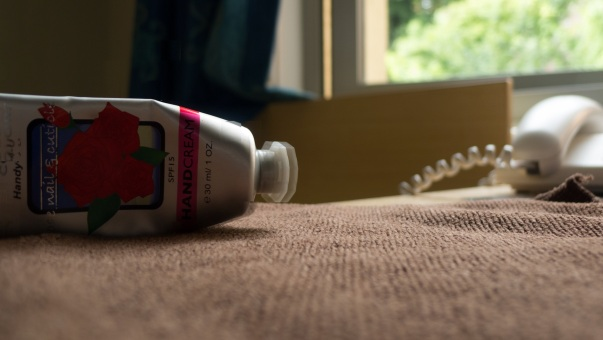 Handy
nail & cuticle
SPF15
HANDCREAM
e 30 ml/ 1 OZ